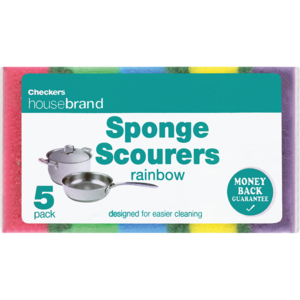 Checkers
housebrand
Sponge
Scourers
rainbow
5
pack
designed for easier cleaning
MONEY
BACK
GUARANTEE